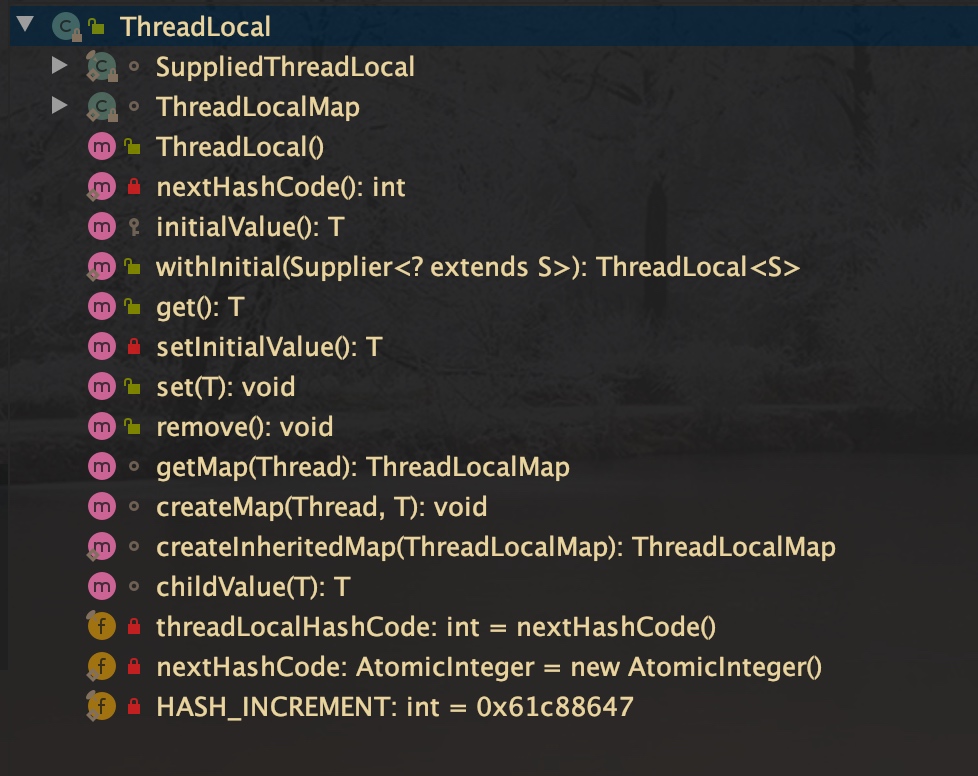 ThreadLocal
SuppliedThreadLocal
ThreadLocalMap
ThreadLocal()
nextHashCode(): int
initialValue(): T
withInitial(Supplier<? extends S>): ThreadLocal<S>
get(): T
setInitialValue(): T
set(T): void
remove(): void
getMap(Thread): ThreadLocalMap
createMap(Thread, T): void
createInheritedMap(ThreadLocalMap): ThreadLocalMap
childValue(T): T
threadLocalHashCode: int = nextHashCode()
nextHashCode: AtomicInteger = new AtomicInteger()
HASH_INCREMENT: int = 0x61c88647